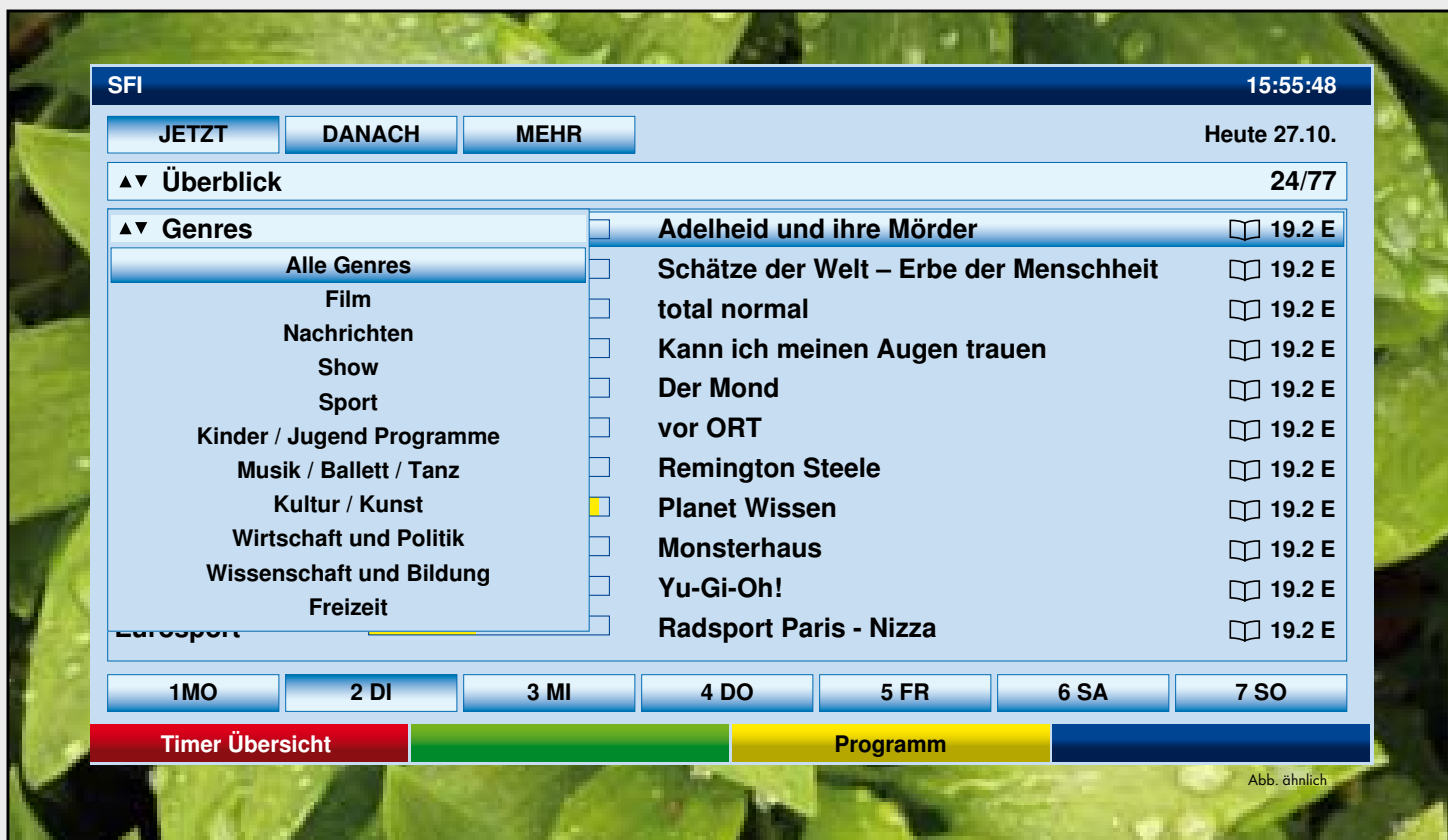 SFI 15:55:48
JETZT DANACH MEHR Heute 27.10.
▲▼ Überblick 24/77
▲▼ Genres
Alle Genres
Film
Nachrichten
Show
Sport
Kinder / Jugend Programme
Musik / Ballett / Tanz
Kultur / Kunst
Wirtschaft und Politik
Wissenschaft und Bildung
Freizeit
Adelheid und ihre Mörder 19.2 E
Schätze der Welt – Erbe der Menschheit 19.2 E
total normal 19.2 E
Kann ich meinen Augen trauen 19.2 E
Der Mond 19.2 E
vor ORT 19.2 E
Remington Steele 19.2 E
Planet Wissen 19.2 E
Monsterhaus 19.2 E
Yu-Gi-Oh! 19.2 E
Eurosport Radsport Paris - Nizza 19.2 E
1MO 2 DI 3 MI 4 DO 5 FR 6 SA 7 SO
Timer Übersicht Programm
Abb. ähnlich